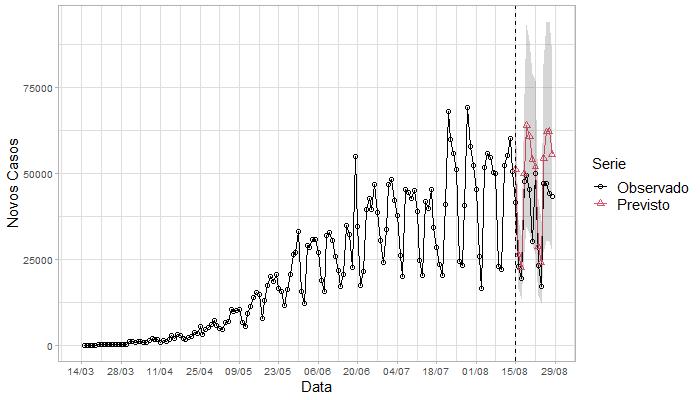 Novos Casos
75000
50000
25000
0
14/03 28/03 11/04 25/04 09/05 23/05 06/06 20/06 04/07 18/07 01/08 15/08 29/08
Data
Serie
Observado
Previsto